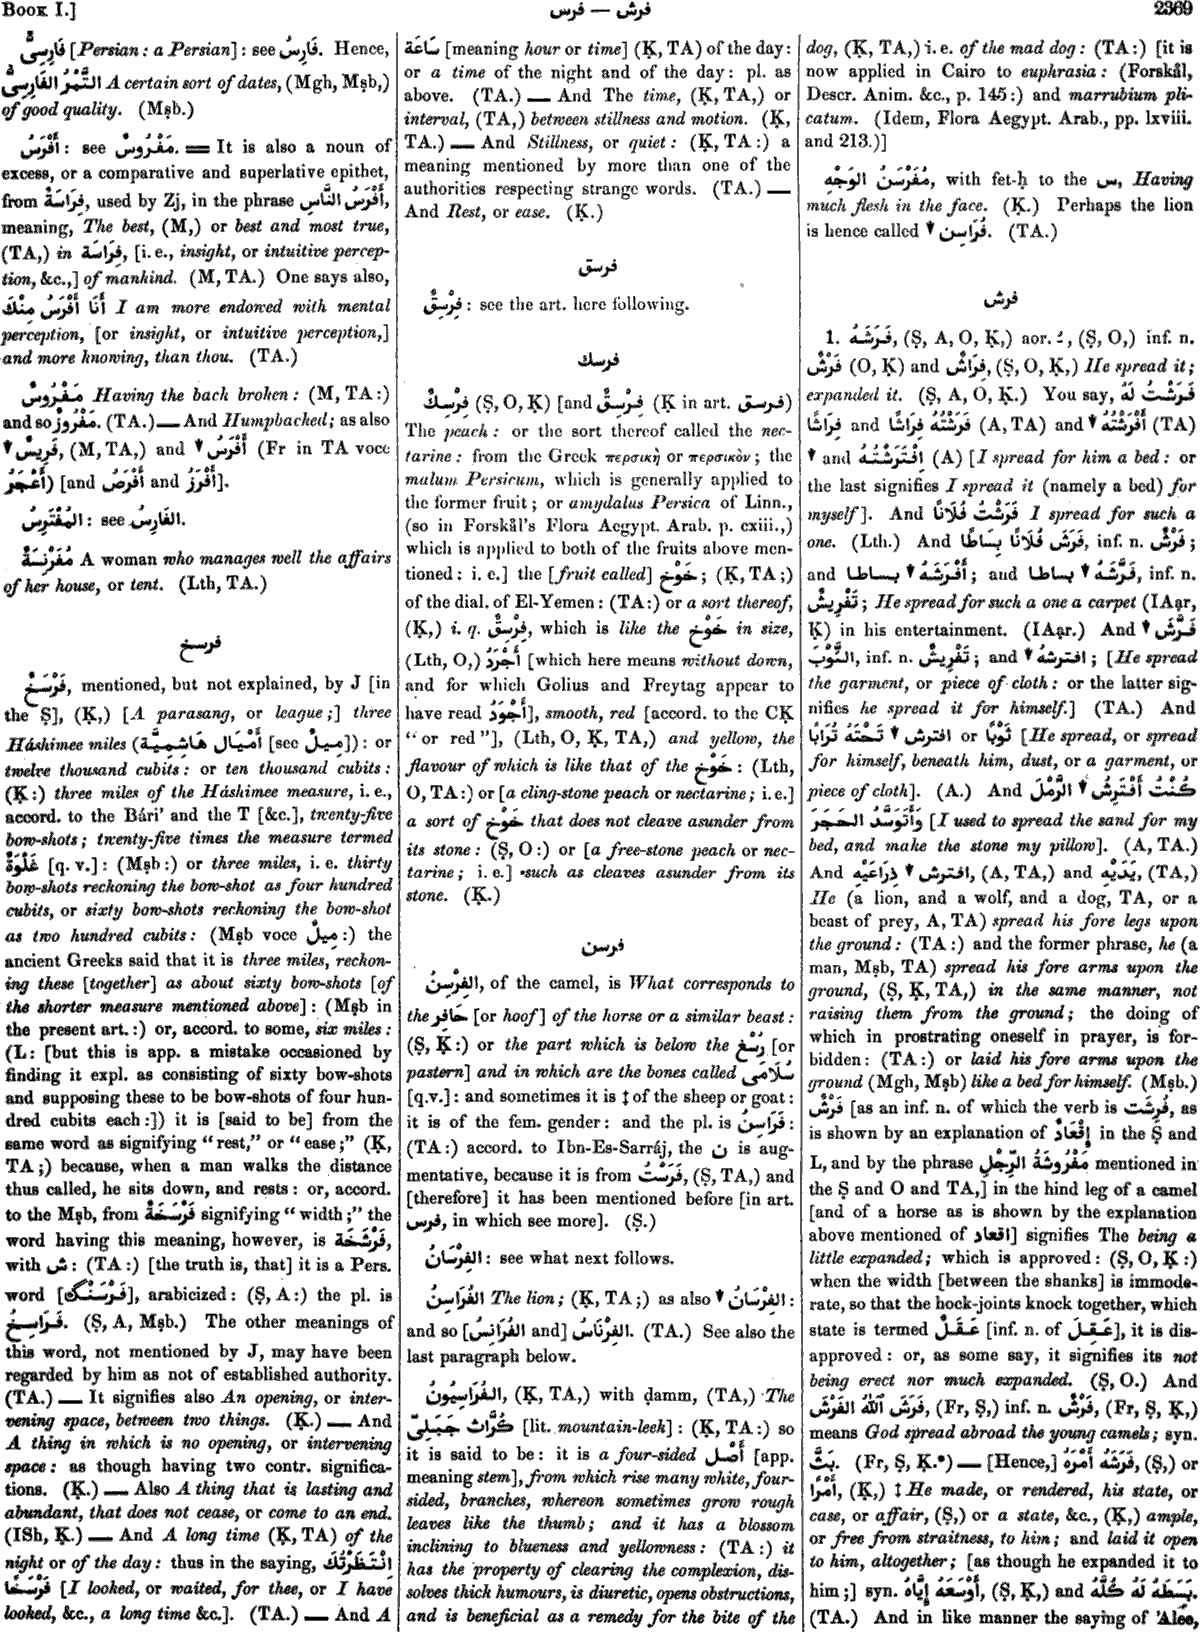 Book I.]
فرس — فرش
2369
فَارِسِىٌّ [Persian: a Persian]: see فَارِسٌ. Hence,
التَّمْرُ الفَارِسِىُّ A certain sort of dates, (Mgh, Mṣb,)
of good quality. (Mṣb.)
أَفْرَسُ: see مَفْرُوسٌ. ══ It is also a noun of
excess, or a comparative and superlative epithet,
from فَرَاسَةٌ, used by Zj, in the phrase أَفْرَسُ النَّاسِ,
meaning, The best, (M,) or best and most true,
(TA,) in فِرَاسَة, [i. e., insight, or intuitive percep-
tion, &c.,] of mankind. (M, TA.) One says also,
أَنَا أَفْرَسُ مِنْكَ I am more endowed with mental
perception, [or insight, or intuitive perception,]
and more knowing, than thou. (TA.)
مَفْرُوسٌ Having the back broken: (M, TA:)
and so مَفْزُورٌ. (TA.) — And Humpbacked; as also
▼ فَرِيسٌ, (M, TA,) and ▼ أَفْرَسُ (Fr in TA voce
أَعْجَرُ) [and أَفْرَصُ and أَفْرَزُ].
المُفْتَرِسُ: see الفَارِسُ.
مُفَرْنِسَةٌ A woman who manages well the affairs
of her house, or tent. (Lth, TA.)
فرسخ
فَرْسَخٌ, mentioned, but not explained, by J [in
the Ṣ], (Ḳ,) [A parasang, or league;] three
Háshimee miles (أَمْيَال هَاشِمِيَّة [see مِيلٌ]): or
twelve thousand cubits: or ten thousand cubits:
(Ḳ:) three miles of the Háshimee measure, i. e.,
accord. to the Bári’ and the T [&c.], twenty-five
bow-shots; twenty-five times the measure termed
غَلْوَةٌ [q. v.]: (Mṣb:) or three miles, i. e. thirty
bow-shots reckoning the bow-shot as four hundred
cubits, or sixty bow-shots reckoning the bow-shot
as two hundred cubits: (Mṣb voce مِيلٌ:) the
ancient Greeks said that it is three miles, reckon-
ing these [together] as about sixty bow-shots [of
the shorter measure mentioned above]: (Mṣb in
the present art.:) or, accord. to some, six miles:
(L: [but this is app. a mistake occasioned by
finding it expl. as consisting of sixty bow-shots
and supposing these to be bow-shots of four hun-
dred cubits each:]) it is [said to be] from the
same word as signifying “rest,” or “ease;” (Ḳ,
TA;) because, when a man walks the distance
thus called, he sits down, and rests: or, accord.
to the Mṣb, from فَرْسَخَةٌ signifying “width;” the
word having this meaning, however, is فَرْشَخَة,
with ش: (TA:) [the truth is, that] it is a Pers.
word [فَرْسَنْگ], arabicized: (Ṣ, A:) the pl. is
فَرَاسِخُ. (Ṣ, A, Mṣb.) The other meanings of
this word, not mentioned by J, may have been
regarded by him as not of established authority.
(TA.) — It signifies also An opening, or inter-
vening space, between two things. (Ḳ.) — And
A thing in which is no opening, or intervening
space: as though having two contr. significa-
tions. (Ḳ.) — Also A thing that is lasting and
abundant, that does not cease, or come to an end.
(ISh, Ḳ.) — And A long time (Ḳ, TA) of the
night or of the day: thus in the saying, اِنْتَظَرْتُكَ
فَرْسَخًا [I looked, or waited, for thee, or I have
looked, &c., a long time &c.]. (TA.) — And A
سَاعَة [meaning hour or time] (Ḳ, TA) of the day:
or a time of the night and of the day: pl. as
above. (TA.) — And The time, (Ḳ, TA,) or
interval, (TA,) between stillness and motion. (Ḳ,
TA.) — And Stillness, or quiet: (Ḳ, TA:) a
meaning mentioned by more than one of the
authorities respecting strange words. (TA.) —
And Rest, or ease. (Ḳ.)
فرسق
فِرْسِقٌ: see the art. here following.
فرسك
فِرْسِكٌ (Ṣ, O, Ḳ) [and فِرْسِقٌ (Ḳ in art. فرسق)
The peach: or the sort thereof called the nec-
tarine: from the Greek περσικὴ or περσικὸν; the
malum Persicum, which is generally applied to
the former fruit; or amydalus Persica of Linn.,
(so in Forskål’s Flora Aegypt. Arab. p. cxiii.,)
which is applied to both of the fruits above men-
tioned: i. e.] the [fruit called] خَوْخ; (Ḳ, TA;)
of the dial. of El-Yemen: (TA:) or a sort thereof,
(Ḳ,) i. q. فِرْسِقٌ, which is like the خَوْخ in size,
(Lth, O,) أَجْرَدُ [which here means without down,
and for which Golius and Freytag appear to
have read أَجْوَدُ], smooth, red [accord. to the CḲ
“or red”], (Lth, O, Ḳ, TA,) and yellow, the
flavour of which is like that of the خَوْخ: (Lth,
O, TA:) or [a cling-stone peach or nectarine; i. e.]
a sort of خَوْخ that does not cleave asunder from
its stone: (Ṣ, O:) or [a free-stone peach or nec-
tarine; i. e.] such as cleaves asunder from its
stone. (Ḳ.)
فرسن
الفِرْسِنُ, of the camel, is What corresponds to
the حَافِر [or hoof] of the horse or a similar beast:
(Ṣ, Ḳ:) or the part which is below the رُسْغ [or
pastern] and in which are the bones called سُلَامَى
[q.v.]: and sometimes it is ‡ of the sheep or goat:
it is of the fem. gender: and the pl. is فَرَاسِنُ:
(TA:) accord. to Ibn-Es-Sarráj, the ن is aug-
mentative, because it is from فَرَسْتُ, (Ṣ, TA,) and
[therefore] it has been mentioned before [in art.
فرس, in which see more]. (Ṣ.)
الفِرْسَانُ: see what next follows.
الفُرَاسِنُ The lion; (Ḳ, TA;) as also ▼ الفِرْسَانُ:
and so [الفُرَانِسُ and] الفِرْنَاسُ. (TA.) See also the
last paragraph below.
الفُرَاسِيُونُ, (Ḳ, TA,) with ḍamm, (TA,) The
كُرَّاث جَبَلِىّ [lit. mountain-leek]: (Ḳ, TA:) so
it is said to be: it is a four-sided أَصْل [app.
meaning stem], from which rise many white, four-
sided, branches, whereon sometimes grow rough
leaves like the thumb; and it has a blossom
inclining to blueness and yellowness: (TA:) it
has the property of clearing the complexion, dis-
solves thick humours, is diuretic, opens obstructions,
and is beneficial as a remedy for the bite of the
dog, (Ḳ, TA,) i. e. of the mad dog: (TA:) [it is
now applied in Cairo to euphrasia: (Forskål,
Descr. Anim. &c., p. 145:) and marrubium pli-
catum. (Idem, Flora Aegypt. Arab., pp. lxviii.
and 213.)]
مُفَرْسَنُ الوَجْهِ, with fet-ḥ to the س, Having
much flesh in the face. (Ḳ.) Perhaps the lion
is hence called ▼ فُرَاسِن. (TA.)
فرش
1. فَرَشَهُ, (Ṣ, A, O, Ḳ,) aor. ـُ, (Ṣ, O,) inf. n.
فَرْشٌ (O, Ḳ) and فِرَاشٌ, (Ṣ, O, Ḳ,) He spread it;
expanded it. (Ṣ, A, O, Ḳ.) You say, فَرَشْتُ لَهُ
فِرَاشًا and فَرَشْتُهُ فِرَاشًا (A, TA) and ▼ أَفْرَشْتُهُ (TA)
▼ and اِفْتَرَشْتُهُ (A) [I spread for him a bed: or
the last signifies I spread it (namely a bed) for
myself]. And فَرَشْتُ فُلَانًا I spread for such a
one. (Lth.) And فَرَشَ فُلَانًا بِسَاطًا, inf. n. فَرْشٌ;
and ▼ أَفْرَشَهُ بساطا; and ▼ فَرَّشَهُ بساطا, inf. n.
تَفْرِيشٌ; He spread for such a one a carpet (IAạr,
Ḳ) in his entertainment. (IAạr.) And ▼ فَرَّشَ
الثَّوْبَ, inf. n. تَفْرِيشٌ; and ▼ افترشهُ; [He spread
the garment, or piece of cloth: or the latter sig-
nifies he spread it for himself.] (TA.) And
افترش ▼ تَحْتَهُ تُرَابًا or ثَوْبًا [He spread, or spread
for himself, beneath him, dust, or a garment, or
piece of cloth]. (A.) And كُنْتُ أَفْتَرِشُ ▼ الرَّمْلَ
وَأَتَوَسَّدُ الحَجَرَ [I used to spread the sand for my
bed, and make the stone my pillow]. (A, TA.)
And افترش ▼ ذِرَاعَيْهِ, (A, TA,) and يَدَيْهِ, (TA,)
He (a lion, and a wolf, and a dog, TA, or a
beast of prey, A, TA) spread his fore legs upon
the ground: (TA:) and the former phrase, he (a
man, Mṣb, TA) spread his fore arms upon the
ground, (Ṣ, Ḳ, TA,) in the same manner, not
raising them from the ground; the doing of
which in prostrating oneself in prayer, is for-
bidden: (TA:) or laid his fore arms upon the
ground (Mgh, Mṣb) like a bed for himself. (Mṣb.)
فَرْشٌ [as an inf. n. of which the verb is فُرِشَت, as
is shown by an explanation of إِقْعَادٌ in the Ṣ and
L, and by the phrase مَفْرُوشَةُ الرِّجْلِ mentioned in
the Ṣ and O and TA,] in the hind leg of a camel
[and of a horse as is shown by the explanation
above mentioned of اقعاد] signifies The being a
little expanded; which is approved: (Ṣ, O, Ḳ:)
when the width [between the shanks] is immode-
rate, so that the hock-joints knock together, which
state is termed عَقَلٌ [inf. n. of عَقِلَ], it is dis-
approved: or, as some say, it signifies its not
being erect nor much expanded. (Ṣ, O.) And
فَرَشَ ٱللّٰهُ الفَرْشَ, (Fr, Ṣ,) inf. n. فَرْشٌ, (Fr, Ṣ, Ḳ,)
means God spread abroad the young camels; syn.
بَثَّ. (Fr, Ṣ, Ḳ.*) — [Hence,] فَرَشَهُ أَمْرَهُ, (Ṣ,) or
أَمْرًا, (Ḳ,) ‡ He made, or rendered, his state, or
case, or affair, (Ṣ,) or a state, &c., (Ḳ,) ample,
or free from straitness, to him; and laid it open
to him, altogether; [as though he expanded it to
him;] syn. أَوْسَعَهُ إِيَّاهُ, (Ṣ, Ḳ,) and بَسَطَهُ لَهُ كُلَّهُ.
(TA.) And in like manner the saying of ’Alee,